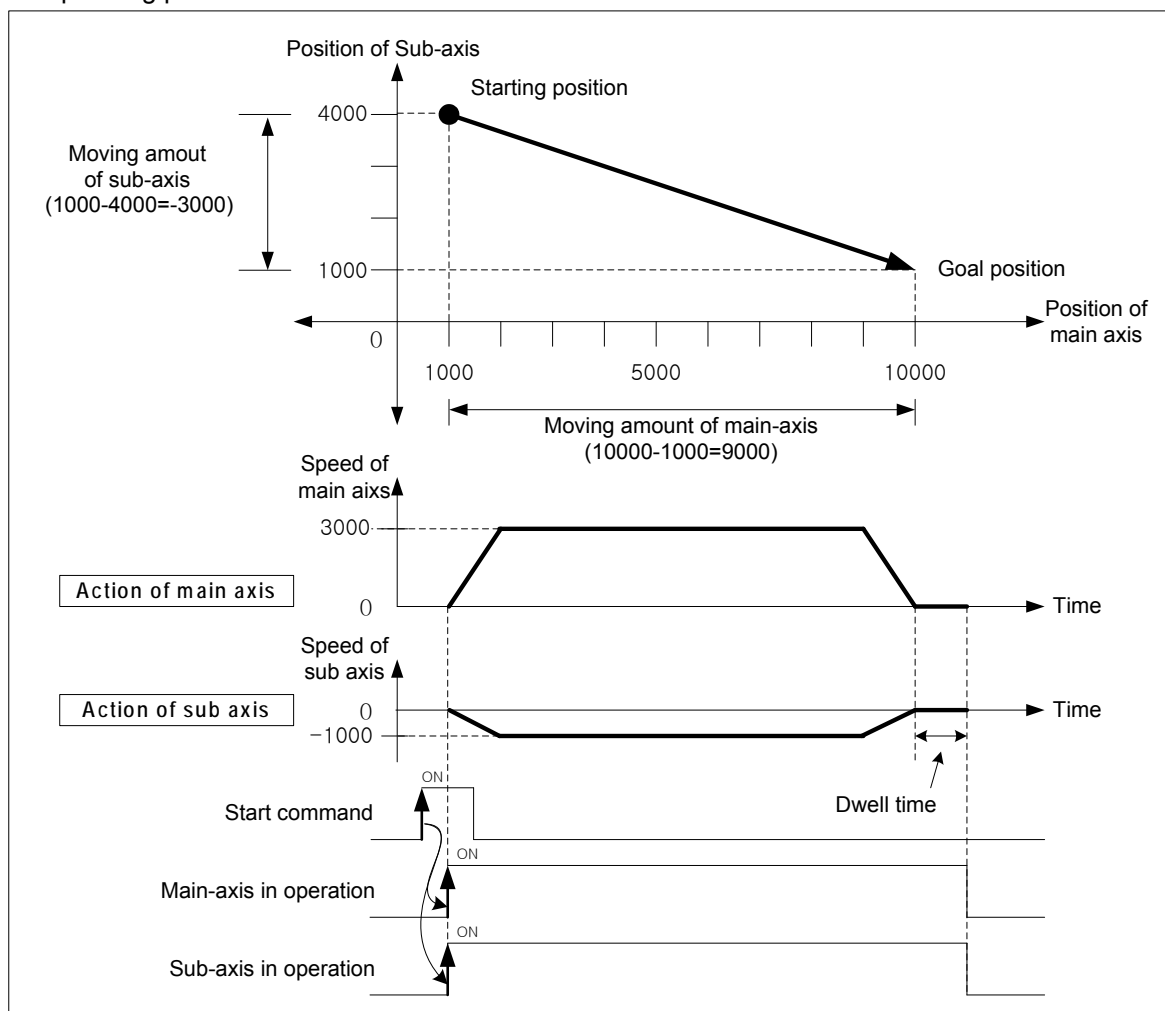 Position of Sub-axis
Starting position
4000
Moving amout
of sub-axis
(1000-4000=-3000)
1000
Goal position
Position of
main axis
0
1000
5000
10000
Moving amount of main-axis
(10000-1000=9000)
Speed of
main aixs
3000
Action of main axis
0
Time
Speed of
sub axis
Action of sub axis
0
Time
-1000
ON
Dwell time
Start command
ON
Main-axis in operation
ON
Sub-axis in operation